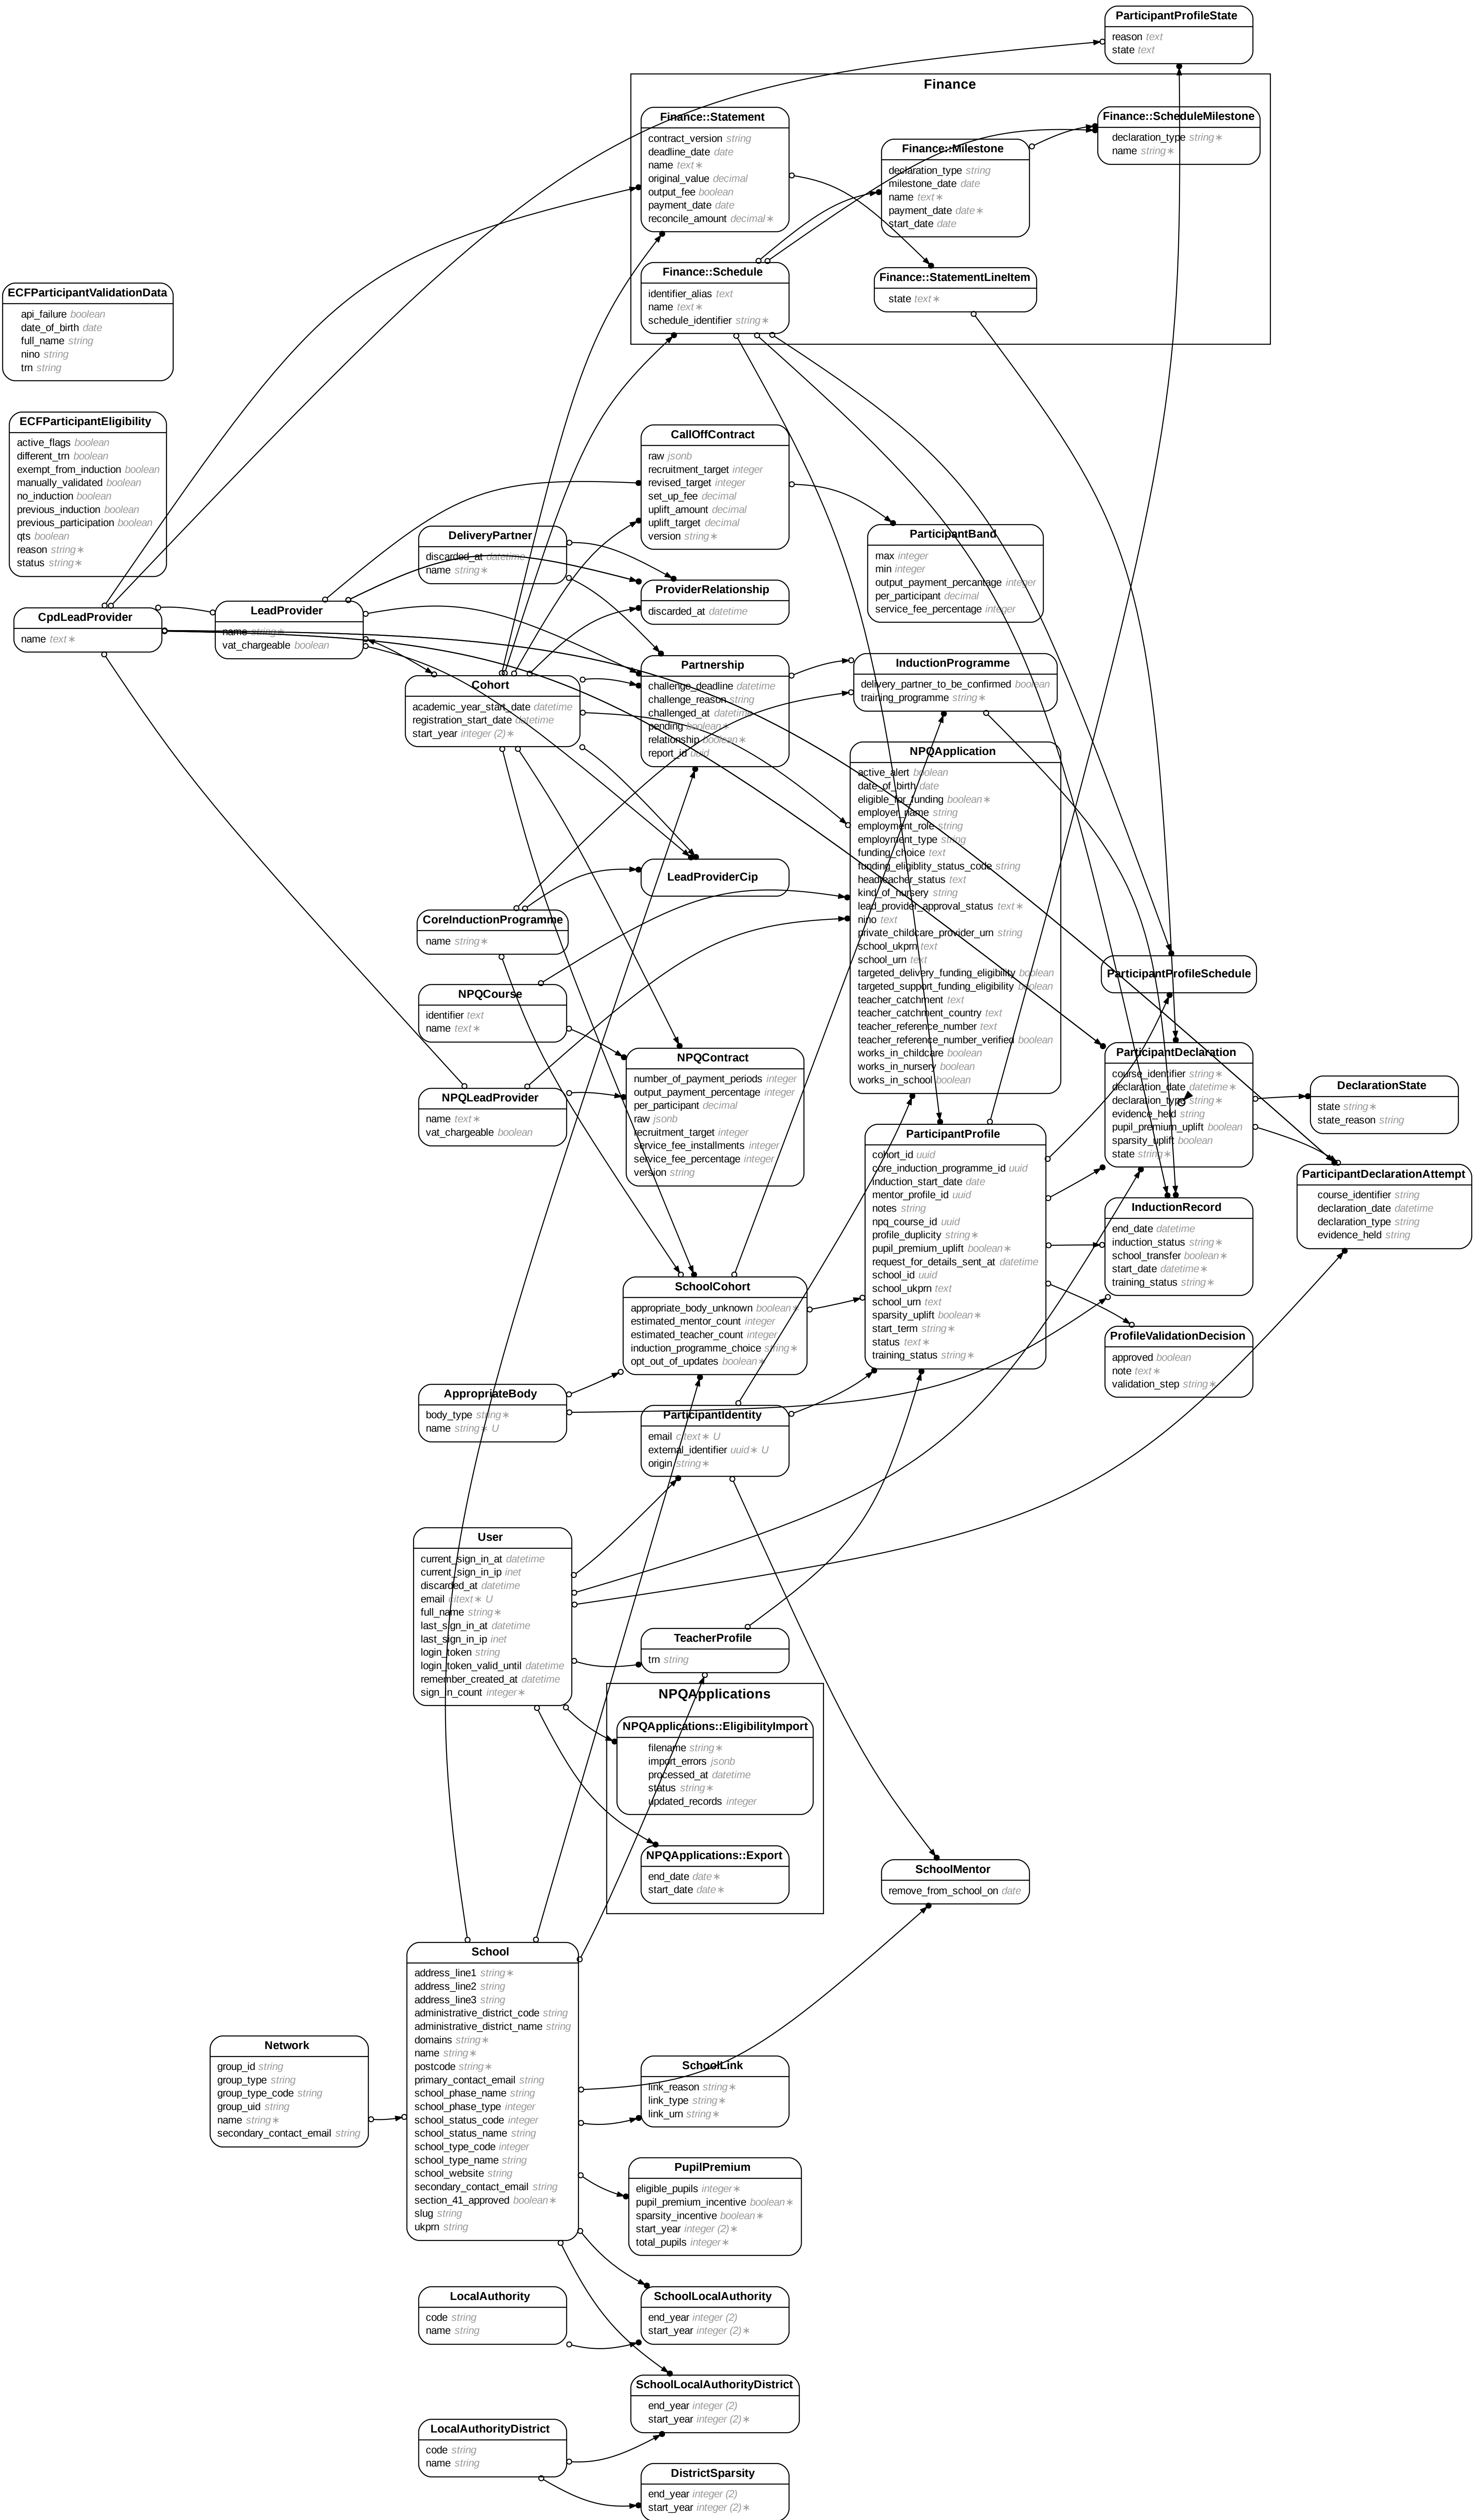 ParticipantProfileState
reason text
state text
Finance
Finance::Statement
contract_version string
deadline_date date
name text∗
original_value decimal
output_fee boolean
payment_date date
reconcile_amount decimal∗
Finance::Milestone
declaration_type string
milestone_date date
name text∗
payment_date date∗
start_date date
Finance::ScheduleMilestone
declaration_type string∗
name string∗
Finance::Schedule
identifier_alias text
name text∗
schedule_identifier string∗
Finance::StatementLineItem
state text∗
ECFParticipantValidationData
api_failure boolean
date_of_birth date
full_name string
nino string
trn string
ECFParticipantEligibility
active_flags boolean
different_trn boolean
exempt_from_induction boolean
manually_validated boolean
no_induction boolean
previous_induction boolean
previous_participation boolean
qts boolean
reason string∗
status string∗
CpdLeadProvider
name text∗
LeadProvider
name string∗
vat_chargeable boolean
DeliveryPartner
discarded_at datetime
name string∗
Cohort
academic_year_start_date datetime
registration_start_date datetime
start_year integer (2)∗
CallOffContract
raw jsonb
recruitment_target integer
revised_target integer
set_up_fee decimal
uplift_amount decimal
uplift_target decimal
version string∗
ProviderRelationship
discarded_at datetime
Partnership
challenge_deadline datetime
challenge_reason string
challenged_at datetime
pending boolean∗
relationship boolean∗
report_id uuid
ParticipantBand
max integer
min integer
output_payment_percantage integer
per_participant decimal
service_fee_percentage integer
InductionProgramme
delivery_partner_to_be_confirmed boolean
training_programme string∗
NPQApplication
active_alert boolean
date_of_birth date
eligible_for_funding boolean∗
employer_name string
employment_role string
employment_type string
funding_choice text
funding_eligiblity_status_code string
headteacher_status text
kind_of_nursery string
lead_provider_approval_status text∗
nino text
private_childcare_provider_urn string
school_ukprn text
school_urn text
targeted_delivery_funding_eligibility boolean
targeted_support_funding_eligibility boolean
teacher_catchment text
teacher_catchment_country text
teacher_reference_number text
teacher_reference_number_verified boolean
works_in_childcare boolean
works_in_nursery boolean
works_in_school boolean
LeadProviderCip
CoreInductionProgramme
name string∗
NPQCourse
identifier text
name text∗
NPQLeadProvider
name text∗
vat_chargeable boolean
NPQContract
number_of_payment_periods integer
output_payment_percentage integer
per_participant decimal
raw jsonb
recruitment_target integer
service_fee_installments integer
service_fee_percentage integer
version string
ParticipantProfileSchedule
ParticipantDeclaration
course_identifier string∗
declaration_date datetime∗
declaration_type string∗
evidence_held string
pupil_premium_uplift boolean
sparsity_uplift boolean
state string∗
DeclarationState
state string∗
state_reason string
ParticipantDeclarationAttempt
course_identifier string
declaration_date datetime
declaration_type string
evidence_held string
ParticipantProfile
cohort_id uuid
core_induction_programme_id uuid
induction_start_date date
mentor_profile_id uuid
notes string
npq_course_id uuid
profile_duplicity string∗
pupil_premium_uplift boolean∗
request_for_details_sent_at datetime
school_id uuid
school_ukprn text
school_urn text
sparsity_uplift boolean∗
start_term string∗
status text∗
training_status string∗
InductionRecord
end_date datetime
induction_status string∗
school_transfer boolean∗
start_date datetime∗
training_status string∗
ProfileValidationDecision
approved boolean
note text∗
validation_step string∗
SchoolCohort
appropriate_body_unknown boolean∗
estimated_mentor_count integer
estimated_teacher_count integer
induction_programme_choice string∗
opt_out_of_updates boolean∗
AppropriateBody
body_type string∗
name string∗ U
ParticipantIdentity
email citext∗ U
external_identifier uuid∗ U
origin string∗
User
current_sign_in_at datetime
current_sign_in_ip inet
discarded_at datetime
email citext∗ U
full_name string∗
last_sign_in_at datetime
last_sign_in_ip inet
login_token string
login_token_valid_until datetime
remember_created_at datetime
sign_in_count integer∗
TeacherProfile
trn string
NPQApplications
NPQApplications::EligibilityImport
filename string∗
import_errors jsonb
processed_at datetime
status string∗
updated_records integer
NPQApplications::Export
end_date date∗
start_date date∗
SchoolMentor
remove_from_school_on date
School
address_line1 string∗
address_line2 string
address_line3 string
administrative_district_code string
administrative_district_name string
domains string∗
name string∗
postcode string∗
primary_contact_email string
school_phase_name string
school_phase_type integer
school_status_code integer
school_status_name string
school_type_code integer
school_type_name string
school_website string
secondary_contact_email string
section_41_approved boolean∗
slug string
ukprn string
Network
group_id string
group_type string
group_type_code string
group_uid string
name string∗
secondary_contact_email string
SchoolLink
link_reason string∗
link_type string∗
link_urn string∗
PupilPremium
eligible_pupils integer∗
pupil_premium_incentive boolean∗
sparsity_incentive boolean∗
start_year integer (2)∗
total_pupils integer∗
LocalAuthority
code string
name string
SchoolLocalAuthority
end_year integer (2)
start_year integer (2)∗
SchoolLocalAuthorityDistrict
end_year integer (2)
start_year integer (2)∗
LocalAuthorityDistrict
code string
name string
DistrictSparsity
end_year integer (2)
start_year integer (2)∗